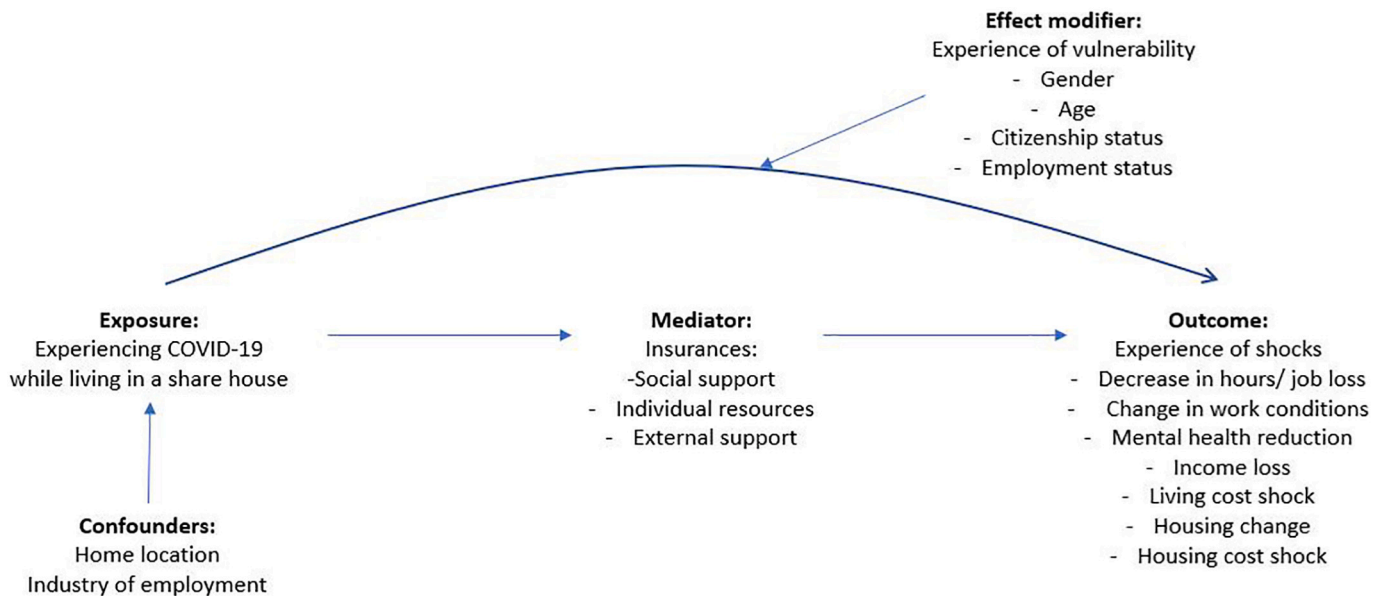 Effect modifier:
Experience of vulnerability
- Gender
- Age
- Citizenship status
- Employment status
Exposure:
Experiencing COVID-19
while living in a share house
Mediator:
Insurances:
-Social support
- Individual resources
- External support
Outcome:
Experience of shocks
- Decrease in hours/ job loss
- Change in work conditions
- Mental health reduction
- Income loss
- Living cost shock
- Housing change
- Housing cost shock
Confounders:
Home location
Industry of employment